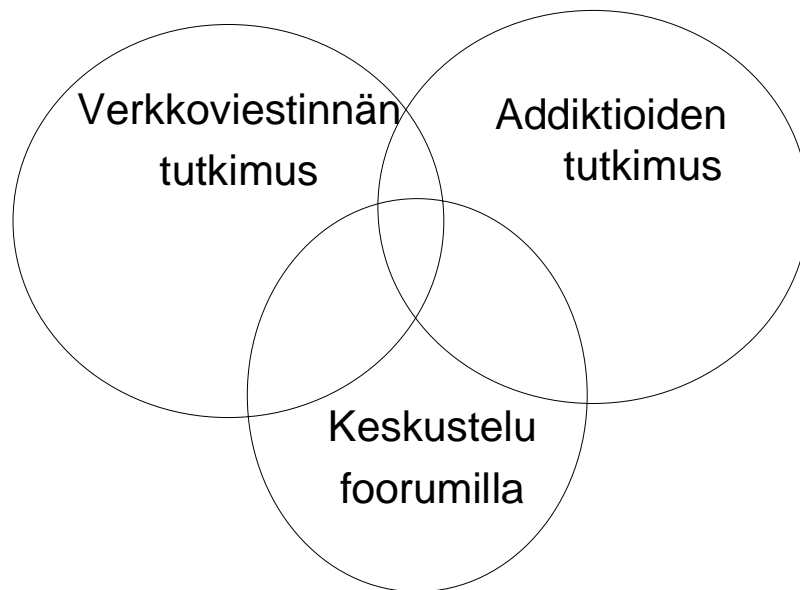 Verkkoviestinnän
tutkimus
Addiktioiden
tutkimus
Keskustelu
foorumilla